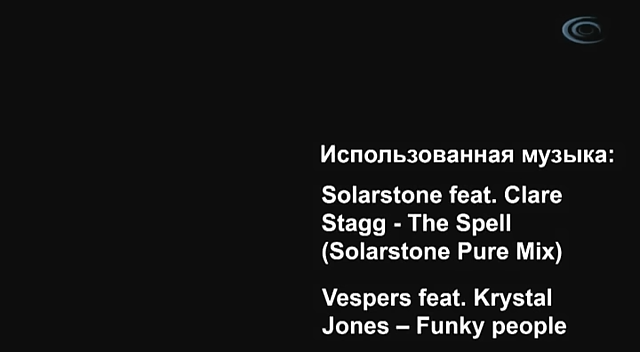 Использованная музыка:
Solarstone feat. Clare
Stagg - The Spell
(Solarstone Pure Mix)
Vespers feat. Krystal
Jones – Funky people